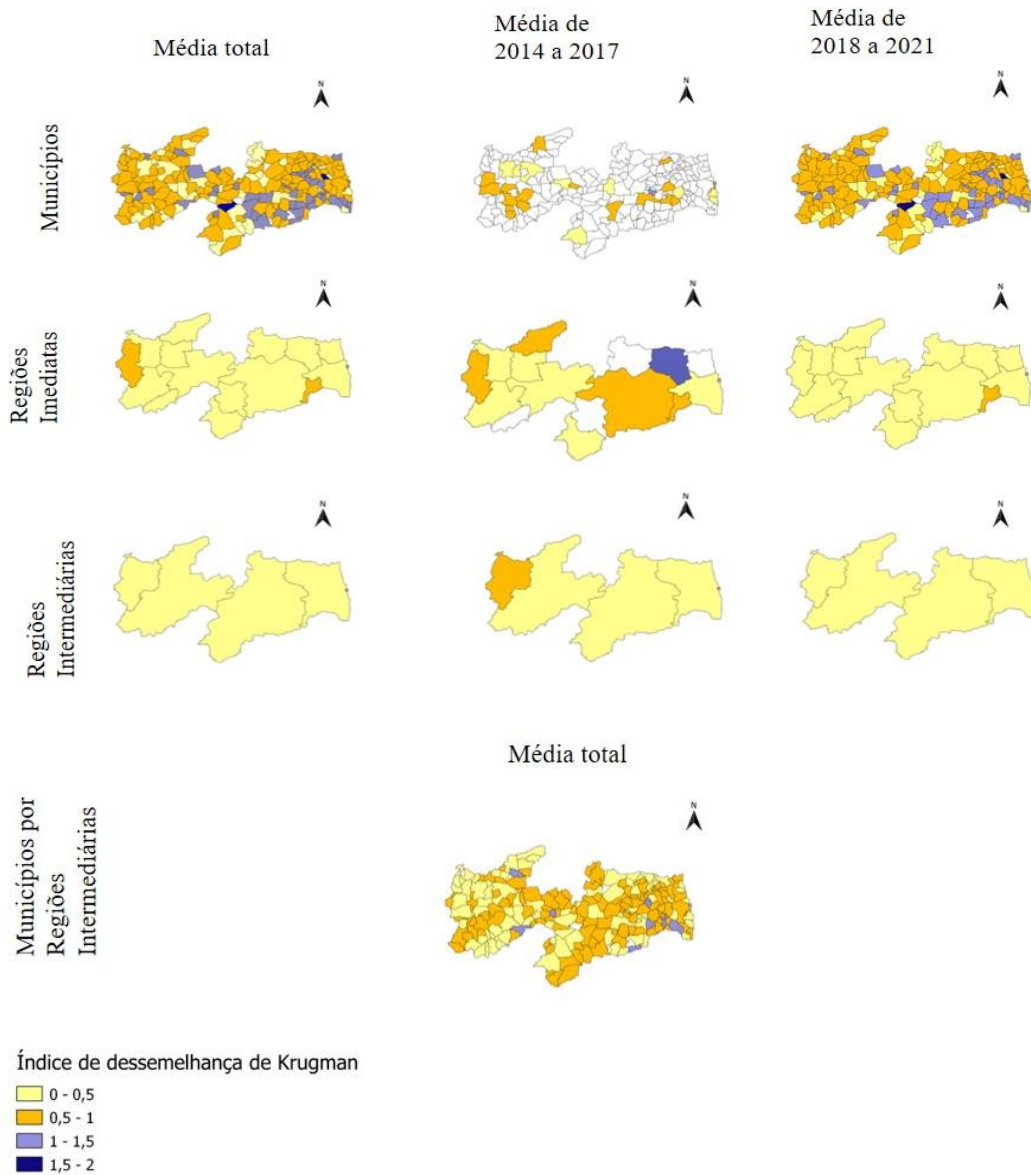 Média total
Média de
2014 a 2017
Média de
2018 a 2021
N
N
N
Municípios
N
N
N
Regiões
Imediatas
N
N
N
Regiões
Intermediárias
Média total
N
Municípios por
Regiões
Intermediárias
Índice de dessemelhança de Krugman
0 - 0,5
0,5 - 1
1 - 1,5
1,5 - 2